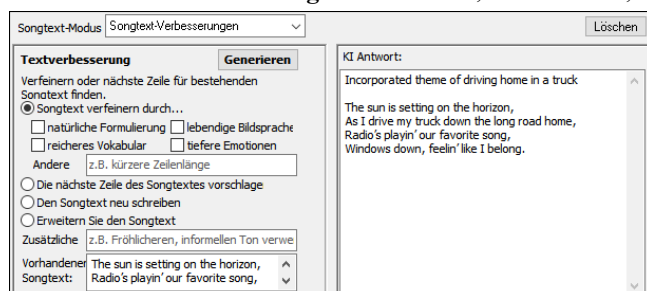 Songtext-Modus Songtext-Verbesserungen Löschen
Textverbesserung Generieren
Verfeinern oder nächste Zeile für bestehenden
Songtext finden.
Songtext verfeinern durch...
natürliche Formulierung lebendige Bildsprache
reicheres Vokabular tiefere Emotionen
Andere z.B. kürzere Zeilenlänge
Die nächste Zeile des Songtextes vorschlage
Den Songtext neu schreiben
Erweitern Sie den Songtext
Zusätzliche z.B. Fröhlicheren, informellen Ton verwe
Vorhandener Songtext: The sun is setting on the horizon,
Radio's playin' our favorite song,
KI Antwort:
Incorporated theme of driving home in a truck
The sun is setting on the horizon,
As I drive my truck down the long road home,
Radio's playin' our favorite song,
Windows down, feelin' like I belong.